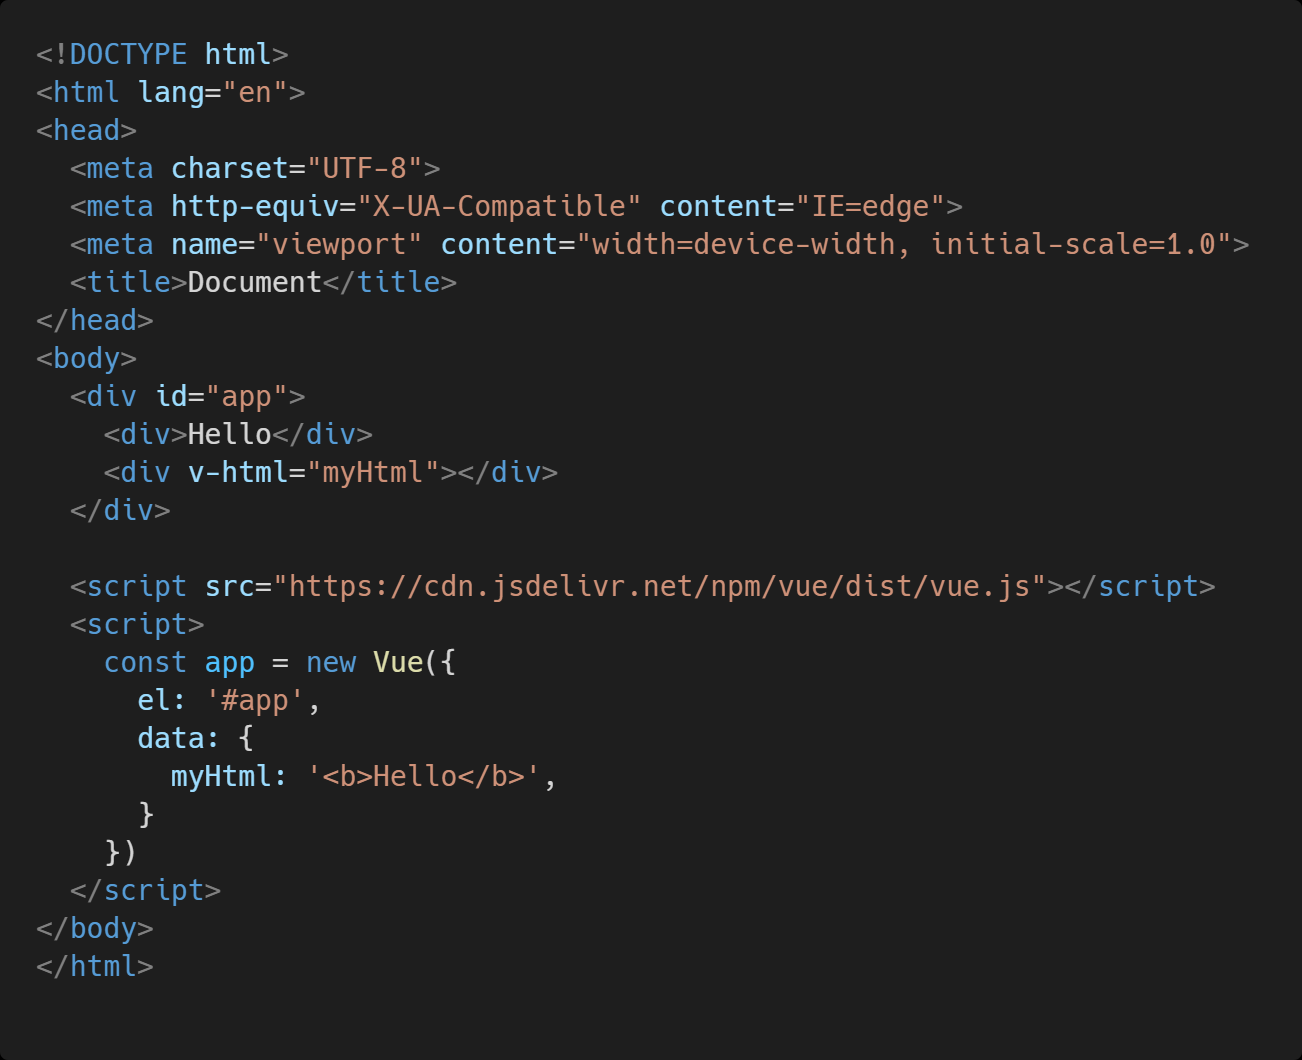 <!DOCTYPE html>
<html lang="en">
<head>
  <meta charset="UTF-8">
  <meta http-equiv="X-UA-Compatible" content="IE=edge">
  <meta name="viewport" content="width=device-width, initial-scale=1.0">
  <title>Document</title>
</head>
<body>
  <div id="app">
    <div>Hello</div>
    <div v-html="myHtml"></div>
  </div>

  <script src="https://cdn.jsdelivr.net/npm/vue/dist/vue.js"></script>
  <script>
    const app = new Vue({
      el: '#app',
      data: {
        myHtml: '<b>Hello</b>',
      }
    })
  </script>
</body>
</html>